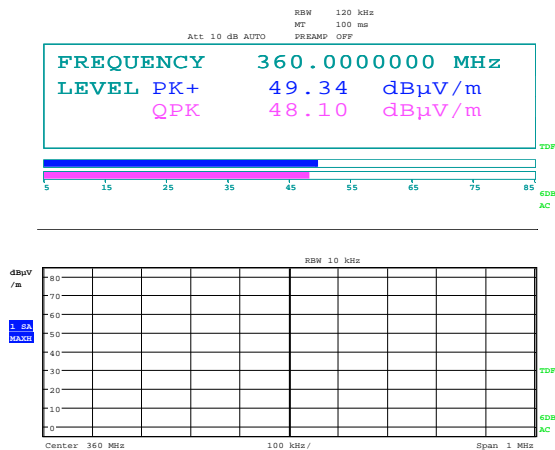 RBW 120 kHz
MT 100 ms
Att 10 dB AUTO PREAMP OFF
FREQUENCY 360.0000000 MHz
LEVEL PK+ 49.34 dBµV/m
QPK 48.10 dBµV/m
TDF
5 15 25 35 45 55 65 75 85
6DB
AC
RBW 10 kHz
dBµV
/m
80
70
60
1 SA
MAXH
50
40
30
TDF
20
10
6DB
0
AC
Center 360 MHz 100 kHz/ Span 1 MHz